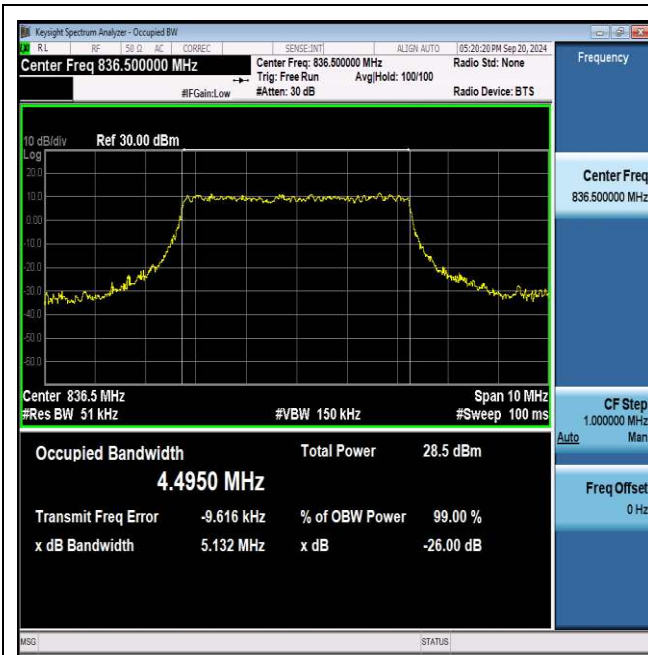 Keysight Spectrum Analyzer - Occupied BW
RL RF 50 Ω AC CORREC SENSE:INT ALIGN AUTO 05:20:20 PM Sep 20, 2024
Center Freq 836.500000 MHz
Center Freq: 836.500000 MHz
Radio Std: None
Trig: Free Run Avg|Hold: 100/100
#IFGain:Low #Atten: 30 dB Radio Device: BTS
10 dB/div Ref 30.00 dBm
Log
20.0
10.0
0.00
-10.0
-20.0
-30.0
-40.0
-50.0
-60.0
Center 836.5 MHz Span 10 MHz
#Res BW 51 kHz #VBW 150 kHz #Sweep 100 ms
Occupied Bandwidth Total Power 28.5 dBm
4.4950 MHz
Transmit Freq Error -9.616 kHz % of OBW Power 99.00 %
x dB Bandwidth 5.132 MHz x dB -26.00 dB
Frequency
Center Freq
836.500000 MHz
CF Step
1.000000 MHz
Auto Man
Freq Offset
0 Hz
MSG STATUS